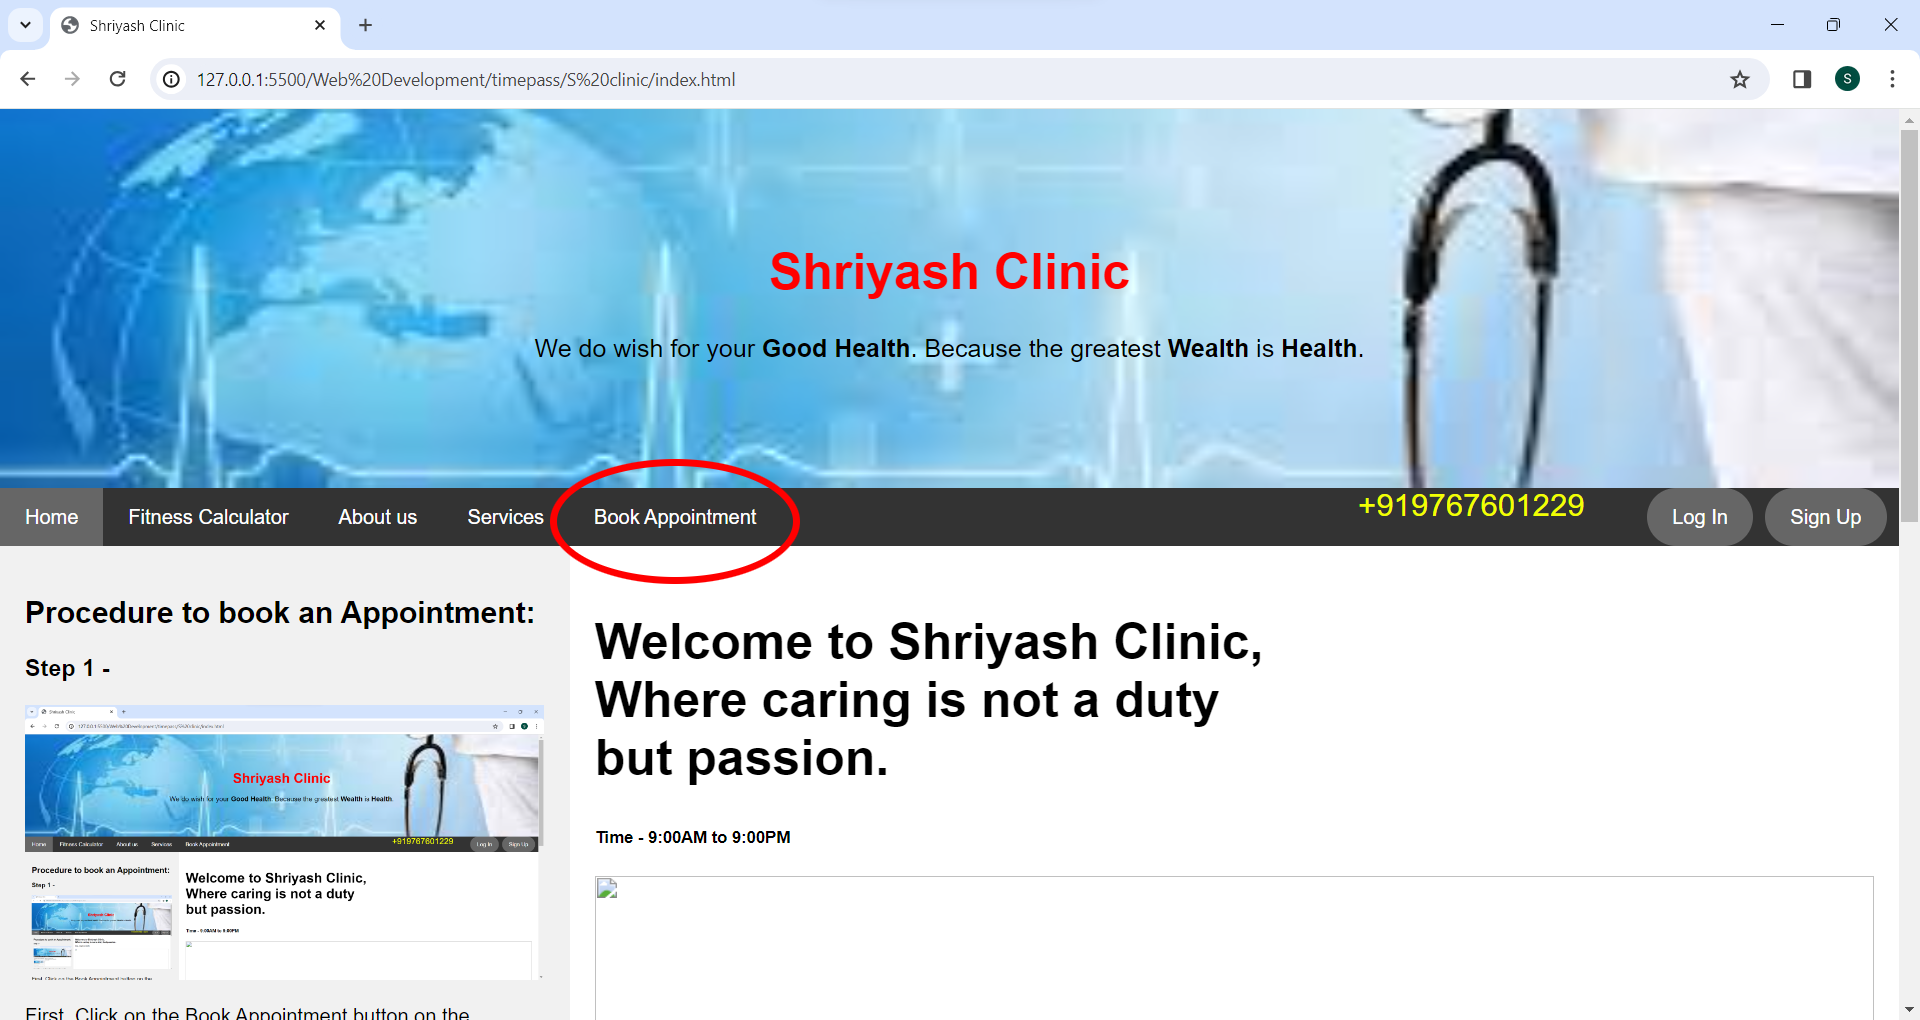 Shriyash Clinic
127.0.0.1:5500/Web%20Development/timepass/S%20clinic/index.html
S
Shriyash Clinic
We do wish for your Good Health. Because the greatest Wealth is Health.
Home Fitness Calculator About us Services Book Appointment +919767601229 Log In Sign Up
Procedure to book an Appointment:
Step 1 -
Shriyash Clinic
We do wish for your Good Health. Because the greatest Wealth is Health.
Home Fitness Calculator About us Services Book Appointment +919767601229 Log In Sign Up
Procedure to book an Appointment:
Step 1 -
Welcome to Shriyash Clinic,
Where caring is not a duty
but passion.
Time - 9:00AM to 9:00PM
First, Click on the Book Appointment button on the
Welcome to Shriyash Clinic,
Where caring is not a duty
but passion.
Time - 9:00AM to 9:00PM